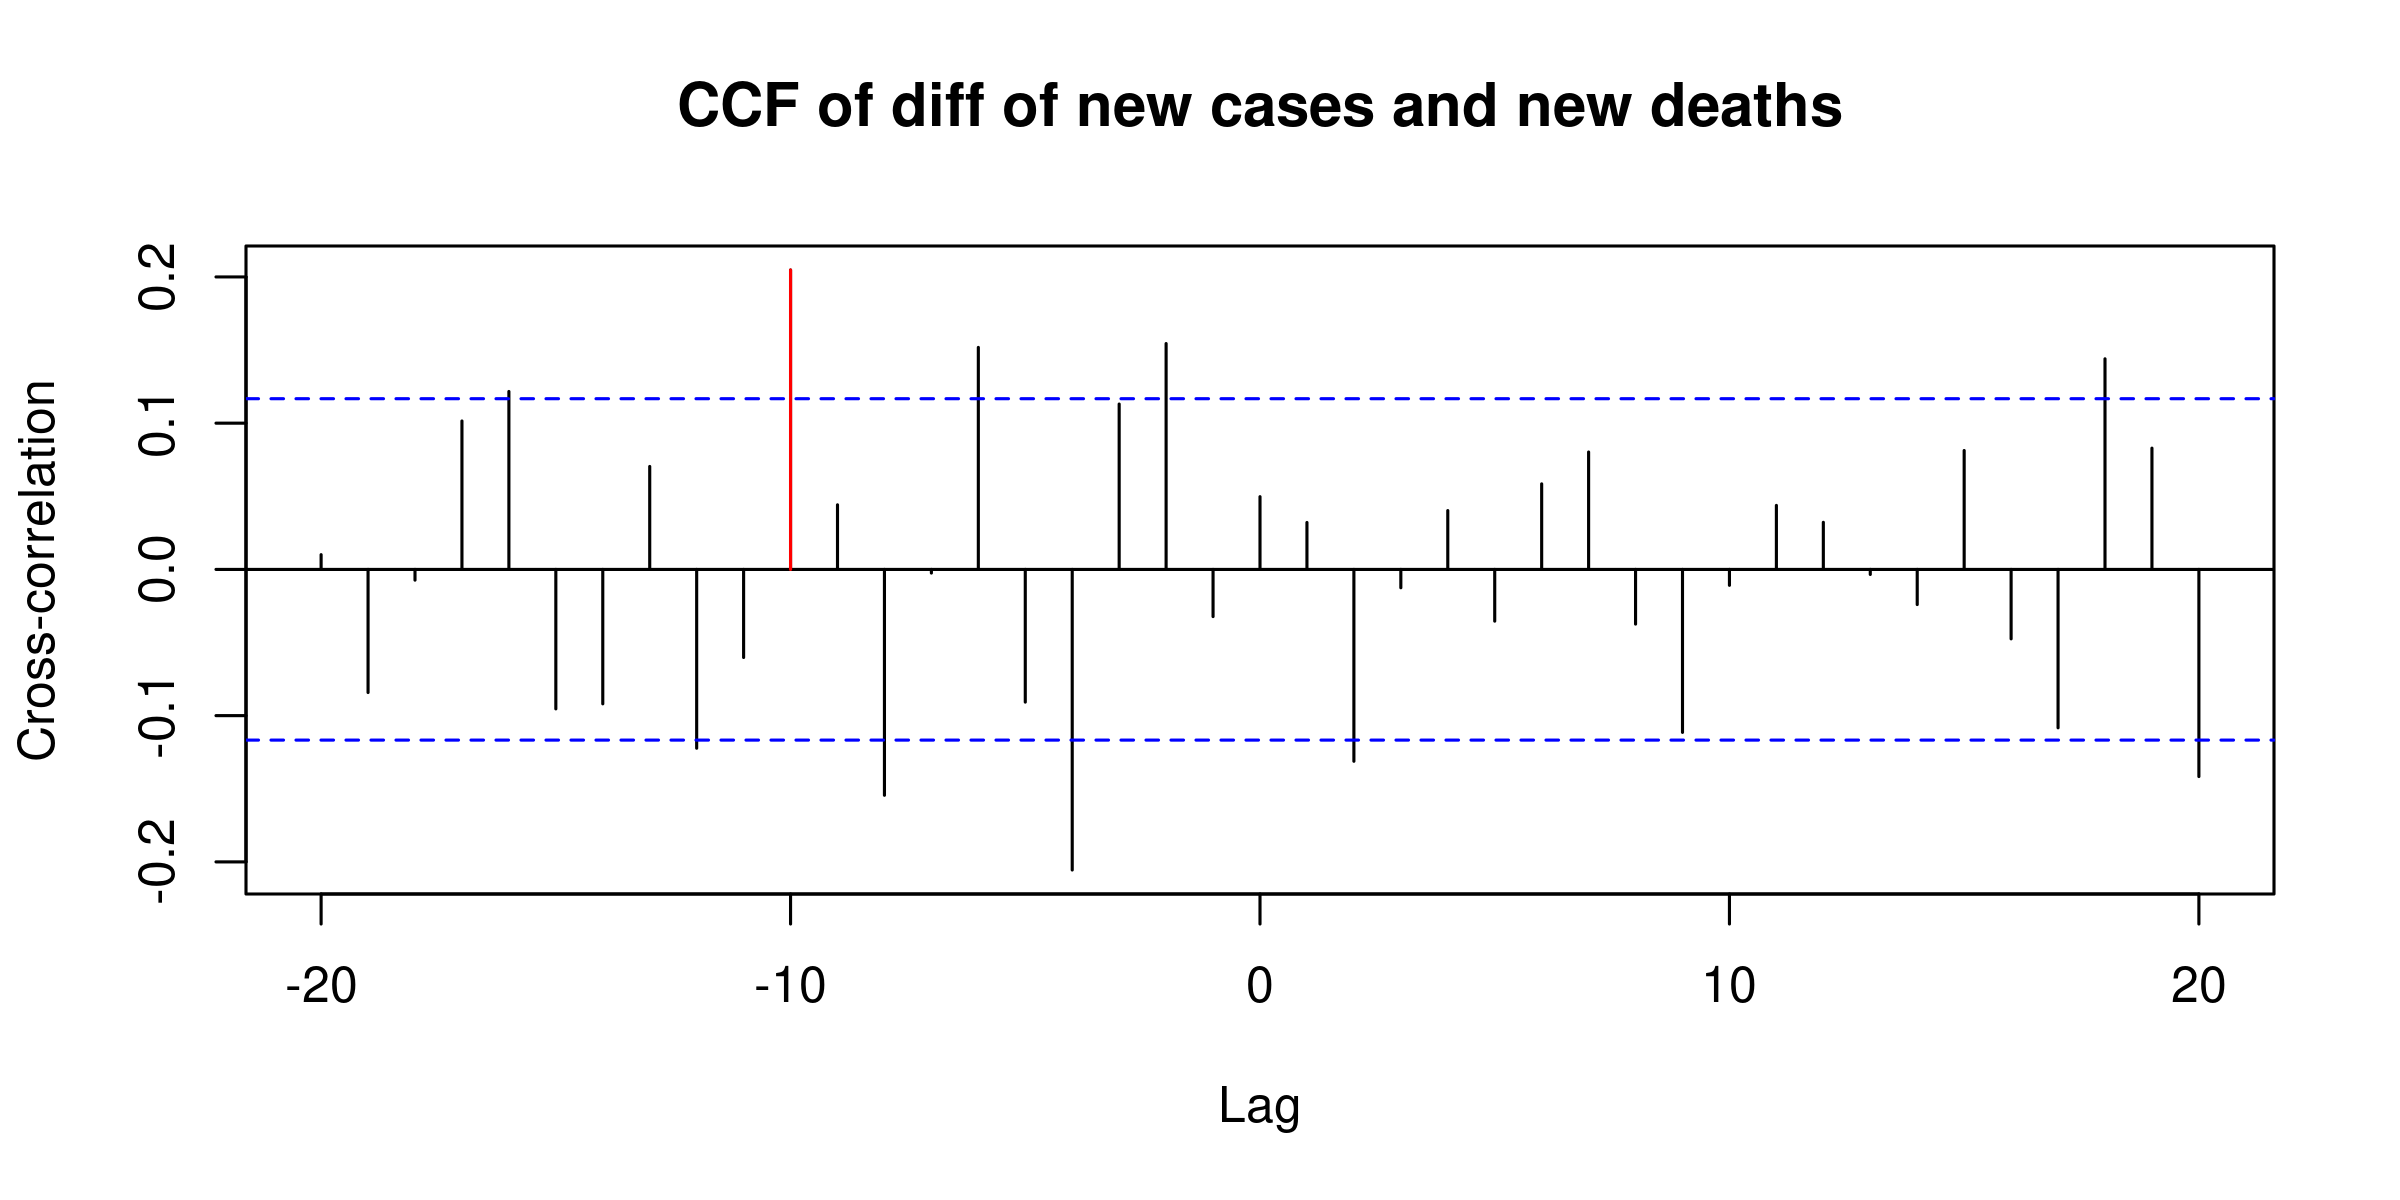 CCF of diff of new cases and new deaths
Cross-correlation
0.2
0.1
0.0
-0.1
-0.2
-20 -10 0 10 20
Lag